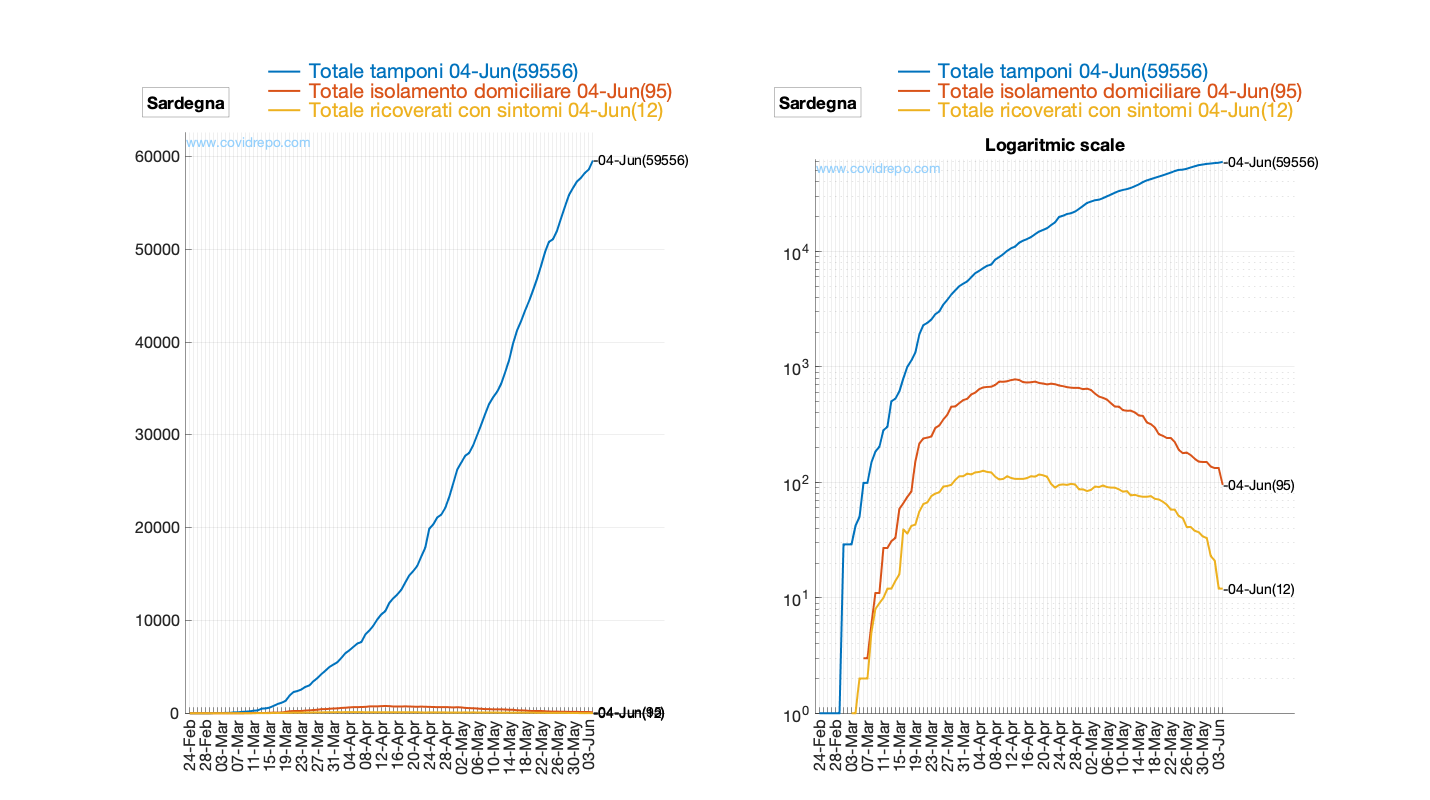 Totale tamponi 04-Jun(59556)
Totale isolamento domiciliare 04-Jun(95)
Totale ricoverati con sintomi 04-Jun(12)
Sardegna
www.covidrepo.com
60000
50000
40000
30000
20000
10000
0
04-Jun(59556)
04-Jun(95)
04-Jun(12)
24-Feb
28-Feb
03-Mar
07-Mar
11-Mar
15-Mar
19-Mar
23-Mar
27-Mar
31-Mar
04-Apr
08-Apr
12-Apr
16-Apr
20-Apr
24-Apr
28-Apr
02-May
06-May
10-May
14-May
18-May
22-May
26-May
30-May
03-Jun
Totale tamponi 04-Jun(59556)
Totale isolamento domiciliare 04-Jun(95)
Totale ricoverati con sintomi 04-Jun(12)
Sardegna
Logaritmic scale
www.covidrepo.com
10^4
10^3
10^2
10^1
10^0
04-Jun(59556)
04-Jun(95)
04-Jun(12)
24-Feb
28-Feb
03-Mar
07-Mar
11-Mar
15-Mar
19-Mar
23-Mar
27-Mar
31-Mar
04-Apr
08-Apr
12-Apr
16-Apr
20-Apr
24-Apr
28-Apr
02-May
06-May
10-May
14-May
18-May
22-May
26-May
30-May
03-Jun